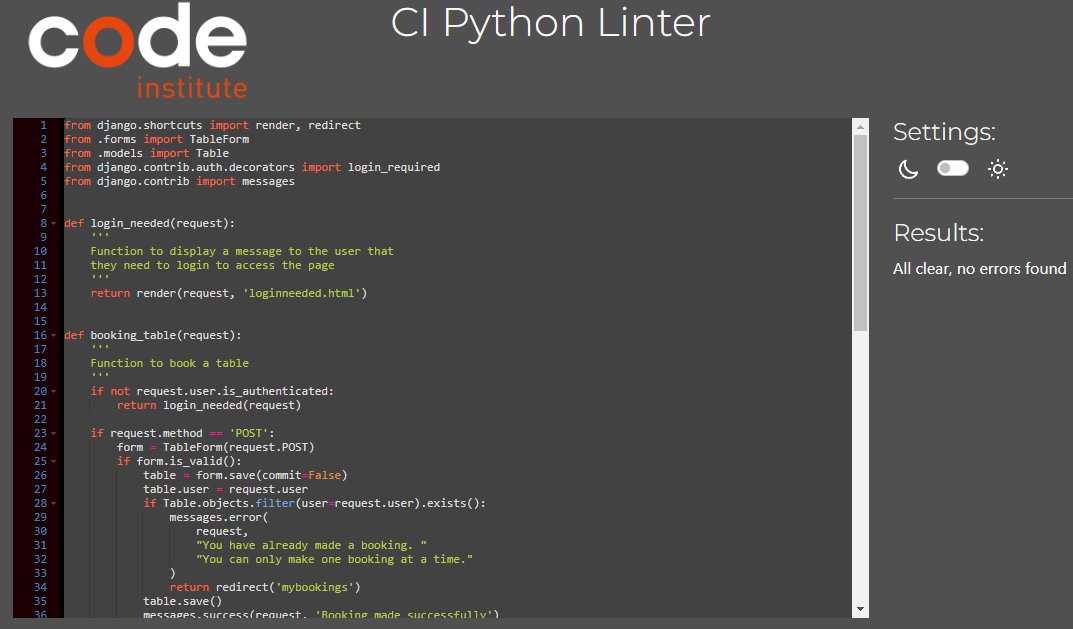 code
institute
CI Python Linter
1 from django.shortcuts import render, redirect
2 from .forms import TableForm
3 from .models import Table
4 from django.contrib.auth.decorators import login_required
5 from django.contrib import messages
6
7
8 def login_needed(request):
9     '''
10     Function to display a message to the user that
11     they need to login to access the page
12     '''
13     return render(request, 'loginneeded.html')
14
15
16 def booking_table(request):
17     '''
18     Function to book a table
19     '''
20     if not request.user.is_authenticated:
21         return login_needed(request)
22
23     if request.method == 'POST':
24         form = TableForm(request.POST)
25         if form.is_valid():
26             table = form.save(commit=False)
27             table.user = request.user
28             if Table.objects.filter(user=request.user).exists():
29                 messages.error(
30                     request,
31                     "You have already made a booking. "
32                     "You can only make one booking at a time."
33                 )
34                 return redirect('mybookings')
35             table.save()
36             messages.success(request, 'Booking made successfully')
Settings:
Results:
All clear, no errors found